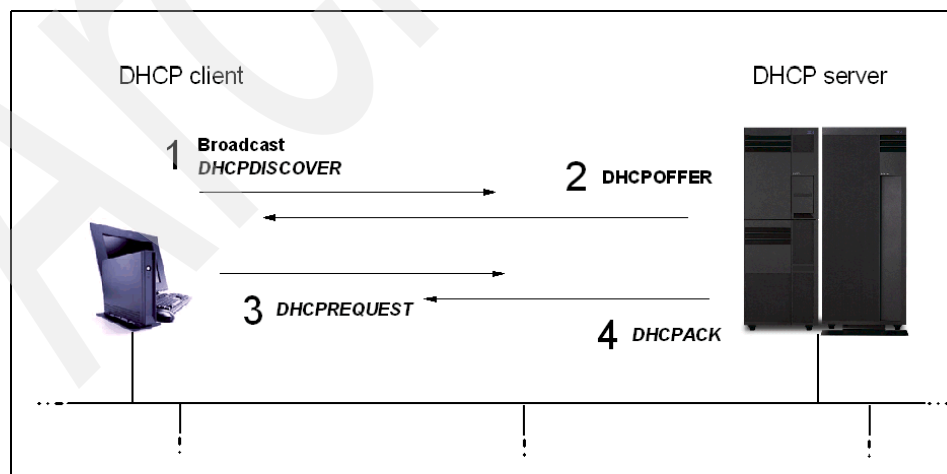 DHCP client
DHCP server
1 Broadcast
DHCPDISCOVER
2 DHCPOFFER
3 DHCPREQUEST
4 DHCPACK